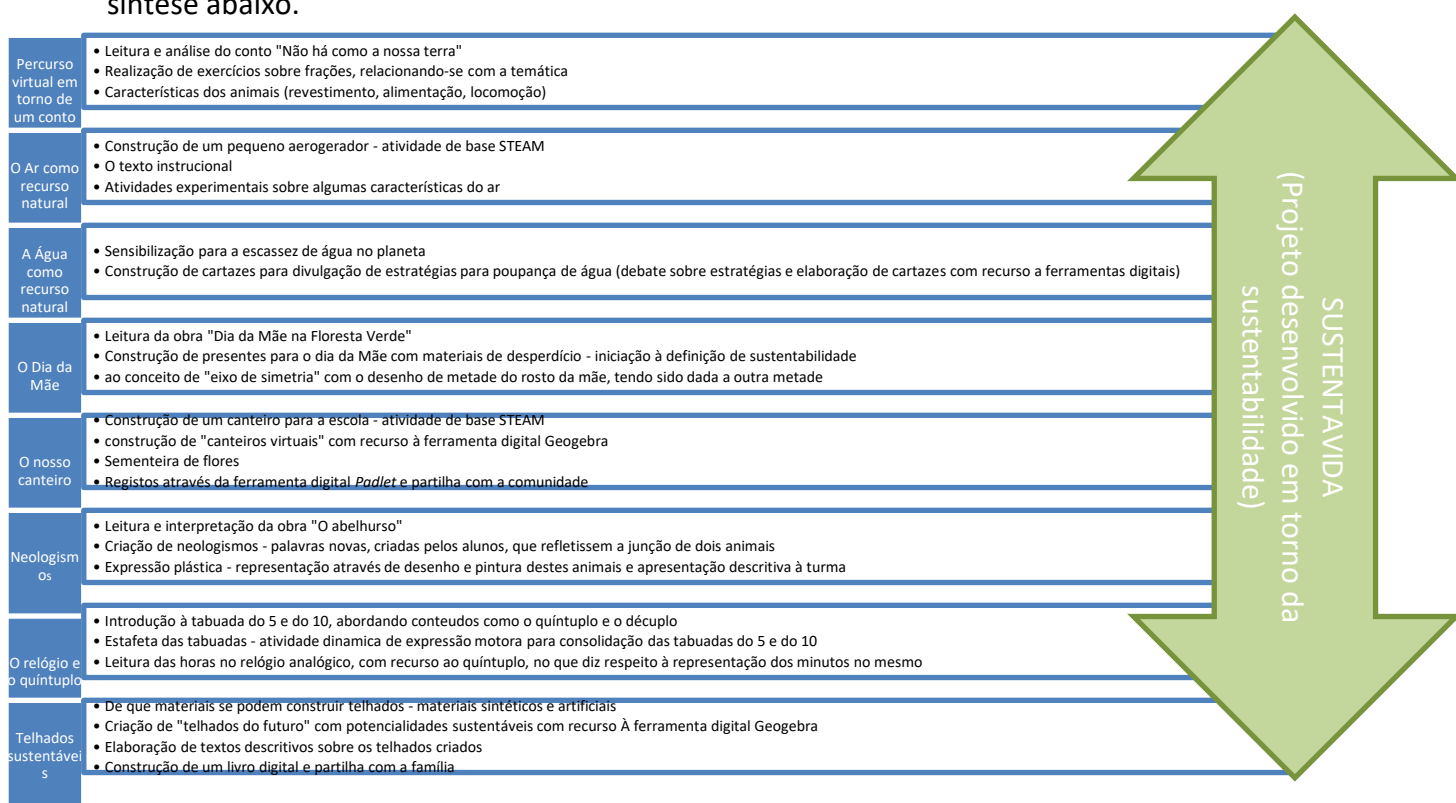 síntese abaixo.
Percurso
virtual em
torno de
um conto
• Leitura e análise do conto "Não há como a nossa terra"
• Realização de exercícios sobre frações, relacionando-se com a temática
• Características dos animais (revestimento, alimentação, locomoção)
O Ar como
recurso
natural
• Construção de um pequeno aerogerador - atividade de base STEAM
• O texto instrucional
• Atividades experimentais sobre algumas características do ar
A Água
como
recurso
natural
• Sensibilização para a escassez de água no planeta
• Construção de cartazes para divulgação de estratégias para poupança de água (debate sobre estratégias e elaboração de cartazes com recurso a ferramentas digitais)
O Dia da
Mãe
• Leitura da obra "Dia da Mãe na Floresta Verde"
• Construção de presentes para o dia da Mãe com materiais de desperdício - iniciação à definição de sustentabilidade
• ao conceito de "eixo de simetria" com o desenho de metade do rosto da mãe, tendo sido dada a outra metade
O nosso
canteiro
• Construção de um canteiro para a escola - atividade de base STEAM
• construção de "canteiros virtuais" com recurso à ferramenta digital Geogebra
• Sementeira de flores
• Registos através da ferramenta digital Padlet e partilha com a comunidade
Neologism
os
• Leitura e interpretação da obra "O abelhurso"
• Criação de neologismos - palavras novas, criadas pelos alunos, que refletissem a junção de dois animais
• Expressão plástica - representação através de desenho e pintura destes animais e apresentação descritiva à turma
O relógio e
o quíntuplo
• Introdução à tabuada do 5 e do 10, abordando conteudos como o quíntuplo e o décuplo
• Estafeta das tabuadas - atividade dinamica de expressão motora para consolidação das tabuadas do 5 e do 10
• Leitura das horas no relógio analógico, com recurso ao quíntuplo, no que diz respeito à representação dos minutos no mesmo
Telhados
sustentávei
s
• De que materiais se podem construir telhados - materiais sintéticos e artificiais
• Criação de "telhados do futuro" com potencialidades sustentáveis com recurso À ferramenta digital Geogebra
• Elaboração de textos descritivos sobre os telhados criados
• Construção de um livro digital e partilha com a família
SUSTENTAVIDA
(Projeto desenvolvido em torno da
sustentabilidade)